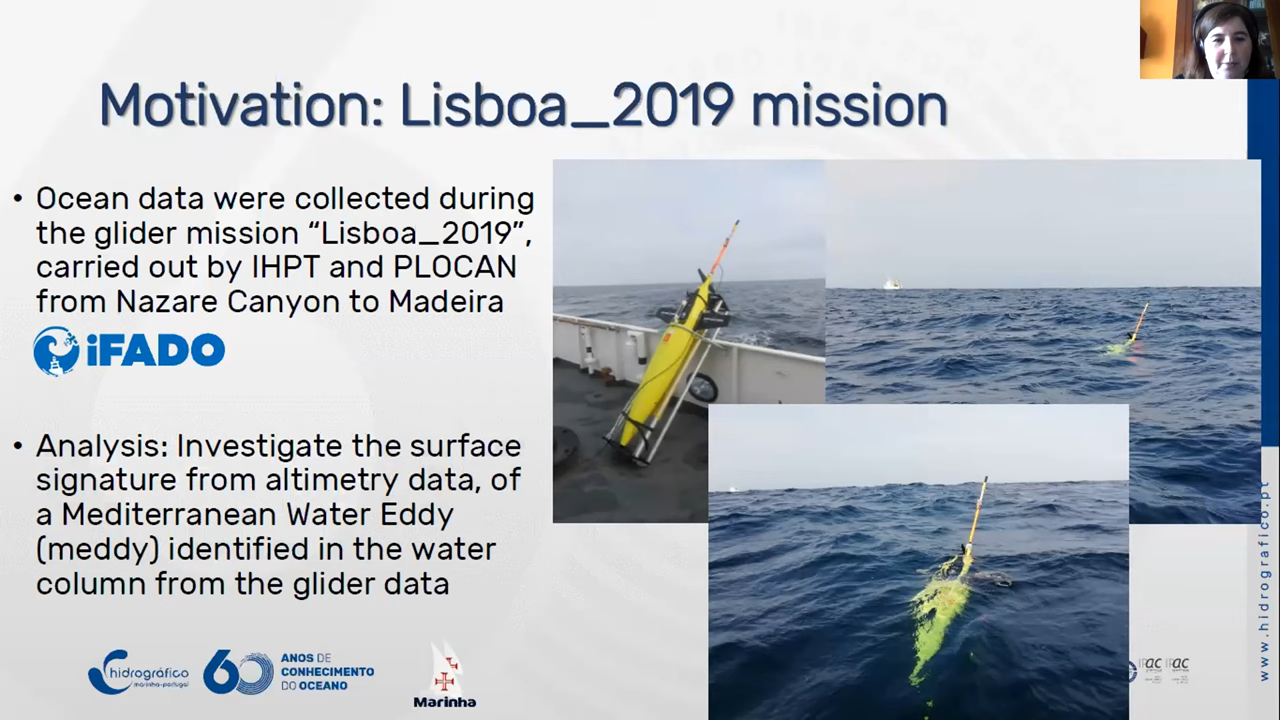 Motivation: Lisboa_2019 mission
• Ocean data were collected during
the glider mission “Lisboa_2019”,
carried out by IHPT and PLOCAN
from Nazare Canyon to Madeira
iFADO
• Analysis: Investigate the surface
signature from altimetry data, of
a Mediterranean Water Eddy
(meddy) identified in the water
column from the glider data
hidrográfico
marinha-portugal
60
ANOS DE
CONHECIMENTO
DO OCEANO
Marinha
www.hidrografico.pt